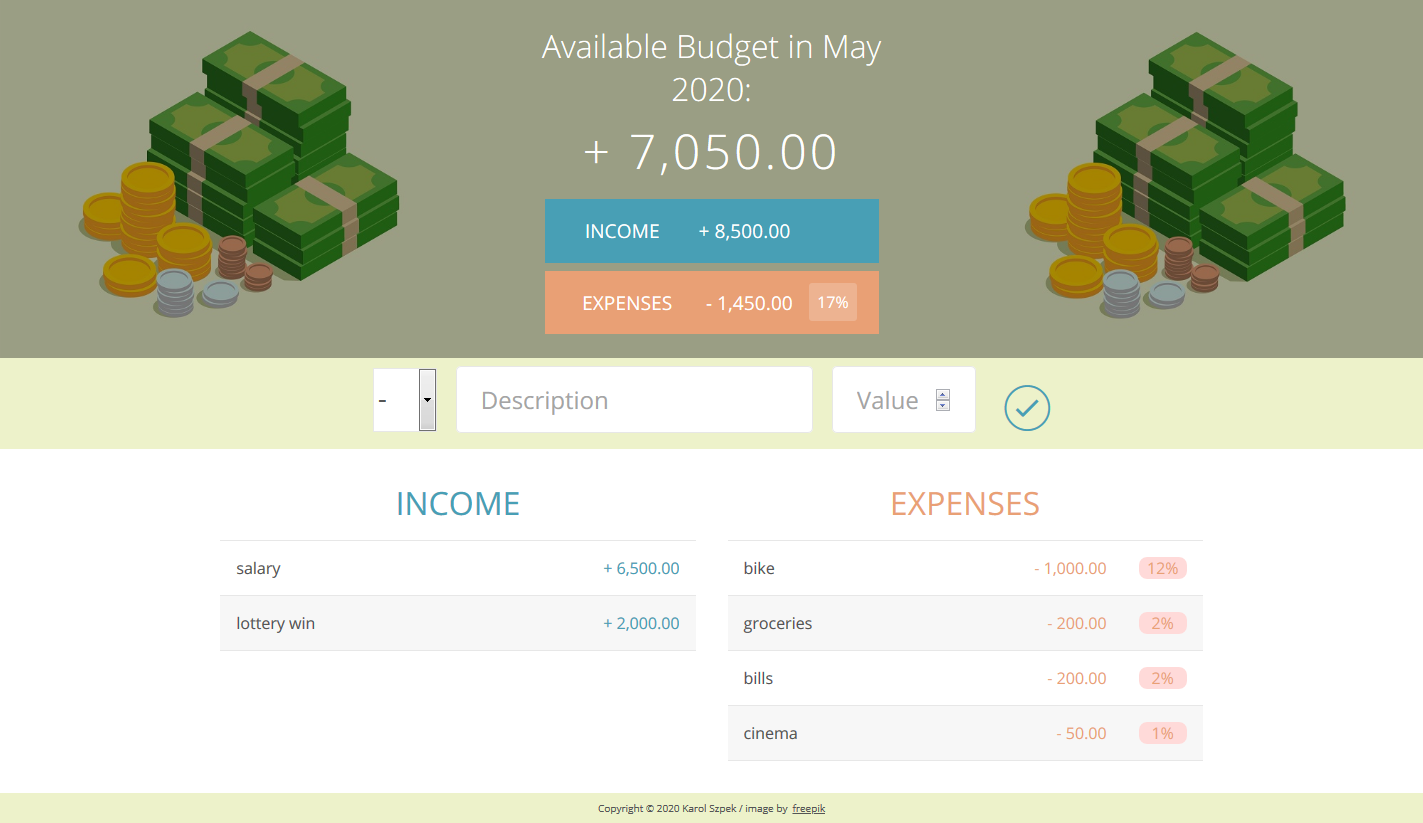 Available Budget in May
2020:
+ 7,050.00
INCOME + 8,500.00
EXPENSES - 1,450.00 17%
- Description Value
INCOME
salary + 6,500.00
lottery win + 2,000.00
EXPENSES
bike - 1,000.00 12%
groceries - 200.00 2%
bills - 200.00 2%
cinema - 50.00 1%
Copyright © 2020 Karol Szpek / image by freepik